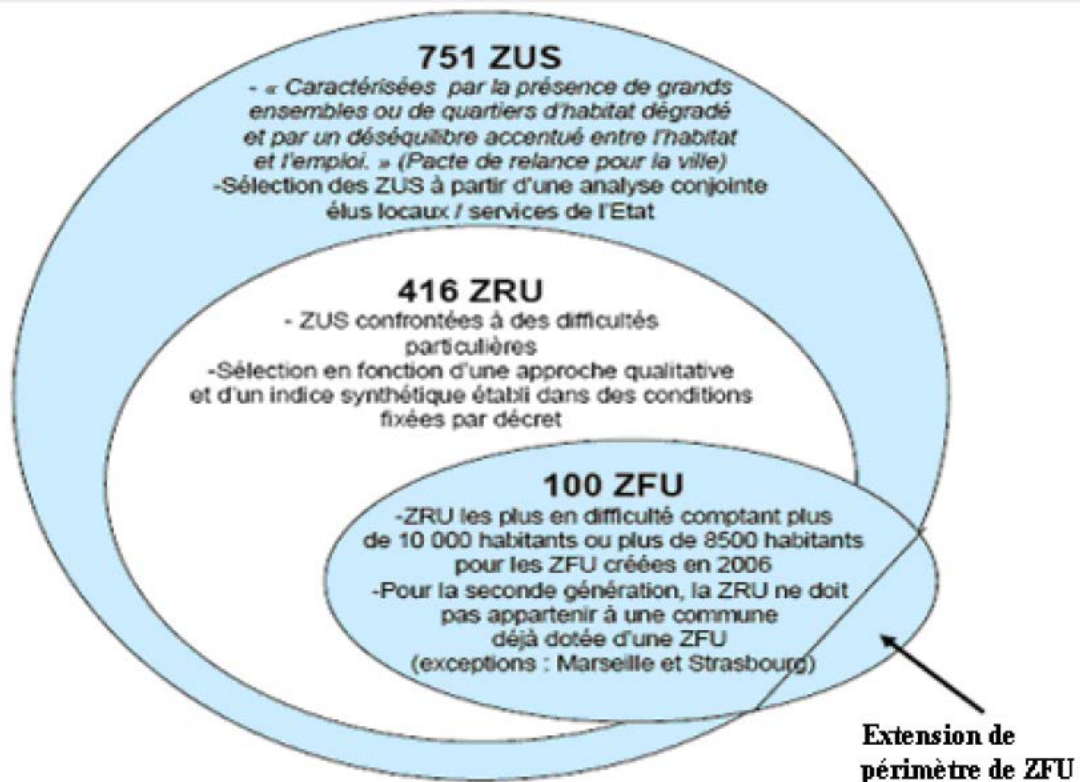 751 ZUS
- « Caractérisées par la présence de grands
ensembles ou de quartiers d'habitat dégradé
et par un déséquilibre accentué entre l'habitat
et l'emploi. » (Pacte de relance pour la ville)
-Sélection des ZUS à partir d'une analyse conjointe
élus locaux / services de l'Etat
416 ZRU
- ZUS confrontées à des difficultés
particulières
-Sélection en fonction d'une approche qualitative
et d'un indice synthétique établi dans des conditions
fixées par décret
100 ZFU
-ZRU les plus en difficulté comptant plus
de 10 000 habitants ou plus de 8500 habitants
pour les ZFU créées en 2006
-Pour la seconde génération, la ZRU ne doit
pas appartenir à une commune
déjà dotée d'une ZFU
(exceptions : Marseille et Strasbourg)
Extension de
périmètre de ZFU